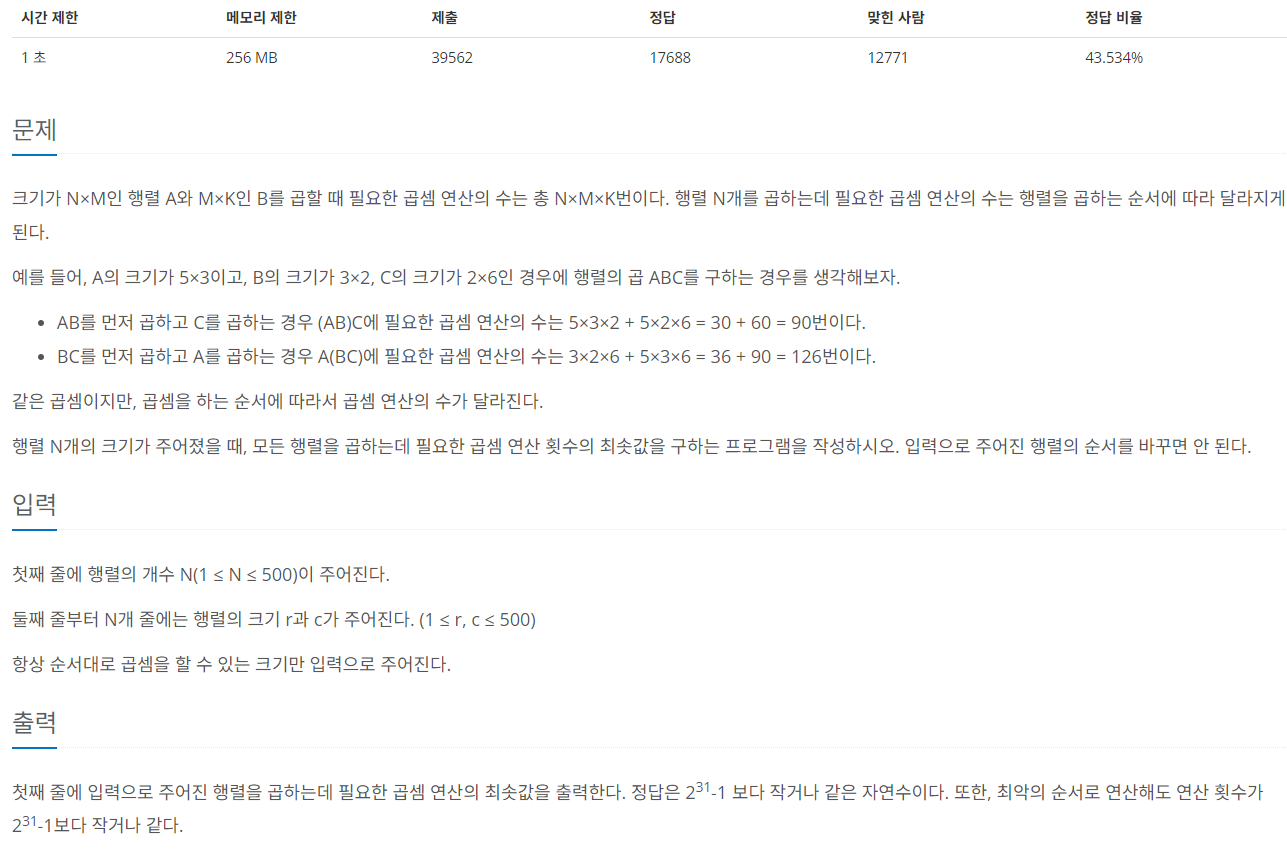 시간 제한 메모리 제한 제출 정답 맞힌 사람 정답 비율
1 초 256 MB 39562 17688 12771 43.534%
문제
크기가 N×M인 행렬 A와 M×K인 B를 곱할 때 필요한 곱셈 연산의 수는 총 N×M×K번이다. 행렬 N개를 곱하는데 필요한 곱셈 연산의 수는 행렬을 곱하는 순서에 따라 달라지게
된다.
예를 들어, A의 크기가 5×3이고, B의 크기가 3×2, C의 크기가 2×6인 경우에 행렬의 곱 ABC를 구하는 경우를 생각해보자.
• AB를 먼저 곱하고 C를 곱하는 경우 (AB)C에 필요한 곱셈 연산의 수는 5×3×2 + 5×2×6 = 30 + 60 = 90번이다.
• BC를 먼저 곱하고 A를 곱하는 경우 A(BC)에 필요한 곱셈 연산의 수는 3×2×6 + 5×3×6 = 36 + 90 = 126번이다.
같은 곱셈이지만, 곱셈을 하는 순서에 따라서 곱셈 연산의 수가 달라진다.
행렬 N개의 크기가 주어졌을 때, 모든 행렬을 곱하는데 필요한 곱셈 연산 횟수의 최솟값을 구하는 프로그램을 작성하시오. 입력으로 주어진 행렬의 순서를 바꾸면 안 된다.
입력
첫째 줄에 행렬의 개수 N(1 ≤ N ≤ 500)이 주어진다.
둘째 줄부터 N개 줄에는 행렬의 크기 r과 c가 주어진다. (1 ≤ r, c ≤ 500)
항상 순서대로 곱셈을 할 수 있는 크기만 입력으로 주어진다.
출력
첫째 줄에 입력으로 주어진 행렬을 곱하는데 필요한 곱셈 연산의 최솟값을 출력한다. 정답은 2^31-1 보다 작거나 같은 자연수이다. 또한, 최악의 순서로 연산해도 연산 횟수가
2^31-1보다 작거나 같다.